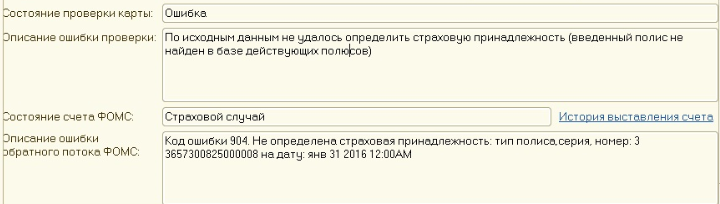 Состояние проверки карты: Ошибка
Описание ошибки проверки: По исходным данным не удалось определить страховую принадлежность (введенный полис не
найден в базе действующих полюсов)
Состояние счета ФОМС: Страховой случай История выставления счета
Описание ошибки
обратного потока ФОМС: Код ошибки 904. Не определена страховая принадлежность: тип полиса,серия, номер: 3
3657300825000008 на дату: янв 31 2016 12:00AM